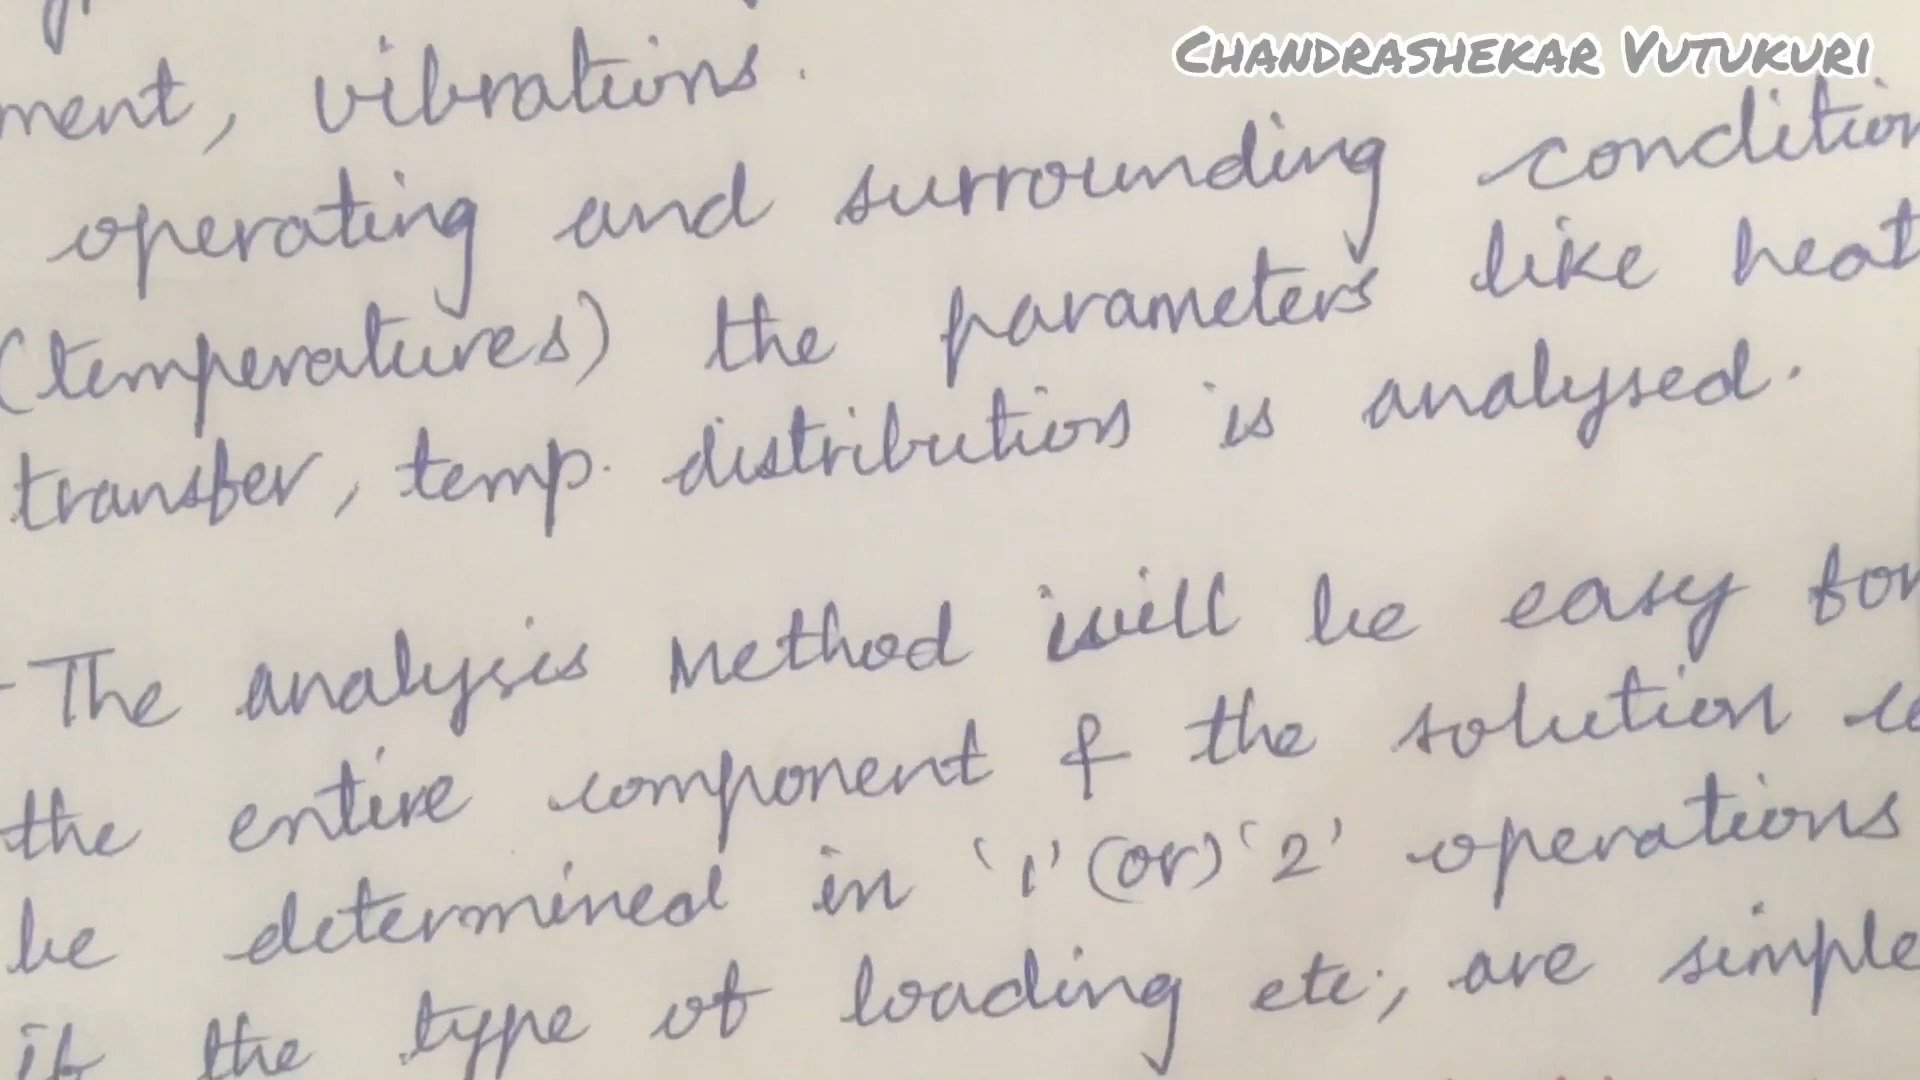 CHANDRASHEKAR VUTUKURI
ment, vibrations.
operating and surrounding condition
(temperatures) the parameters like heat
transfer, temp. distribution is analysed.
- The analysis Method will be easy for
the entire component & the solution
be determined in '1' (or) '2' operations
if the type of loading etc., are simple